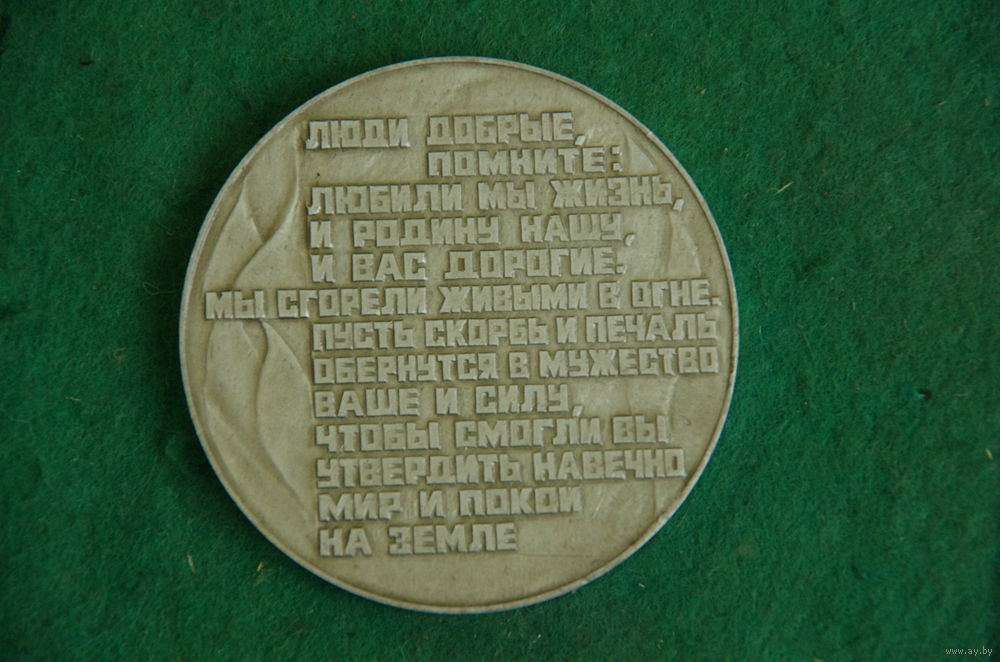 ЛЮДИ ДОБРЫЕ,
ПОМНИТЕ:
ЛЮБИЛИ МЫ ЖИЗНЬ,
И РОДИНУ НАШУ,
И ВАС ДОРОГИЕ.
МЫ СГОРЕЛИ ЖИВЫМИ В ОГНЕ.
ПУСТЬ СКОРБЬ И ПЕЧАЛЬ
ОБЕРНУТСЯ В МУЖЕСТВО
ВАШЕ И СИЛУ,
ЧТОБЫ СМОГЛИ ВЫ
УТВЕРДИТЬ НАВЕЧНО
МИР И ПОКОЙ
НА ЗЕМЛЕ
www.ay.by